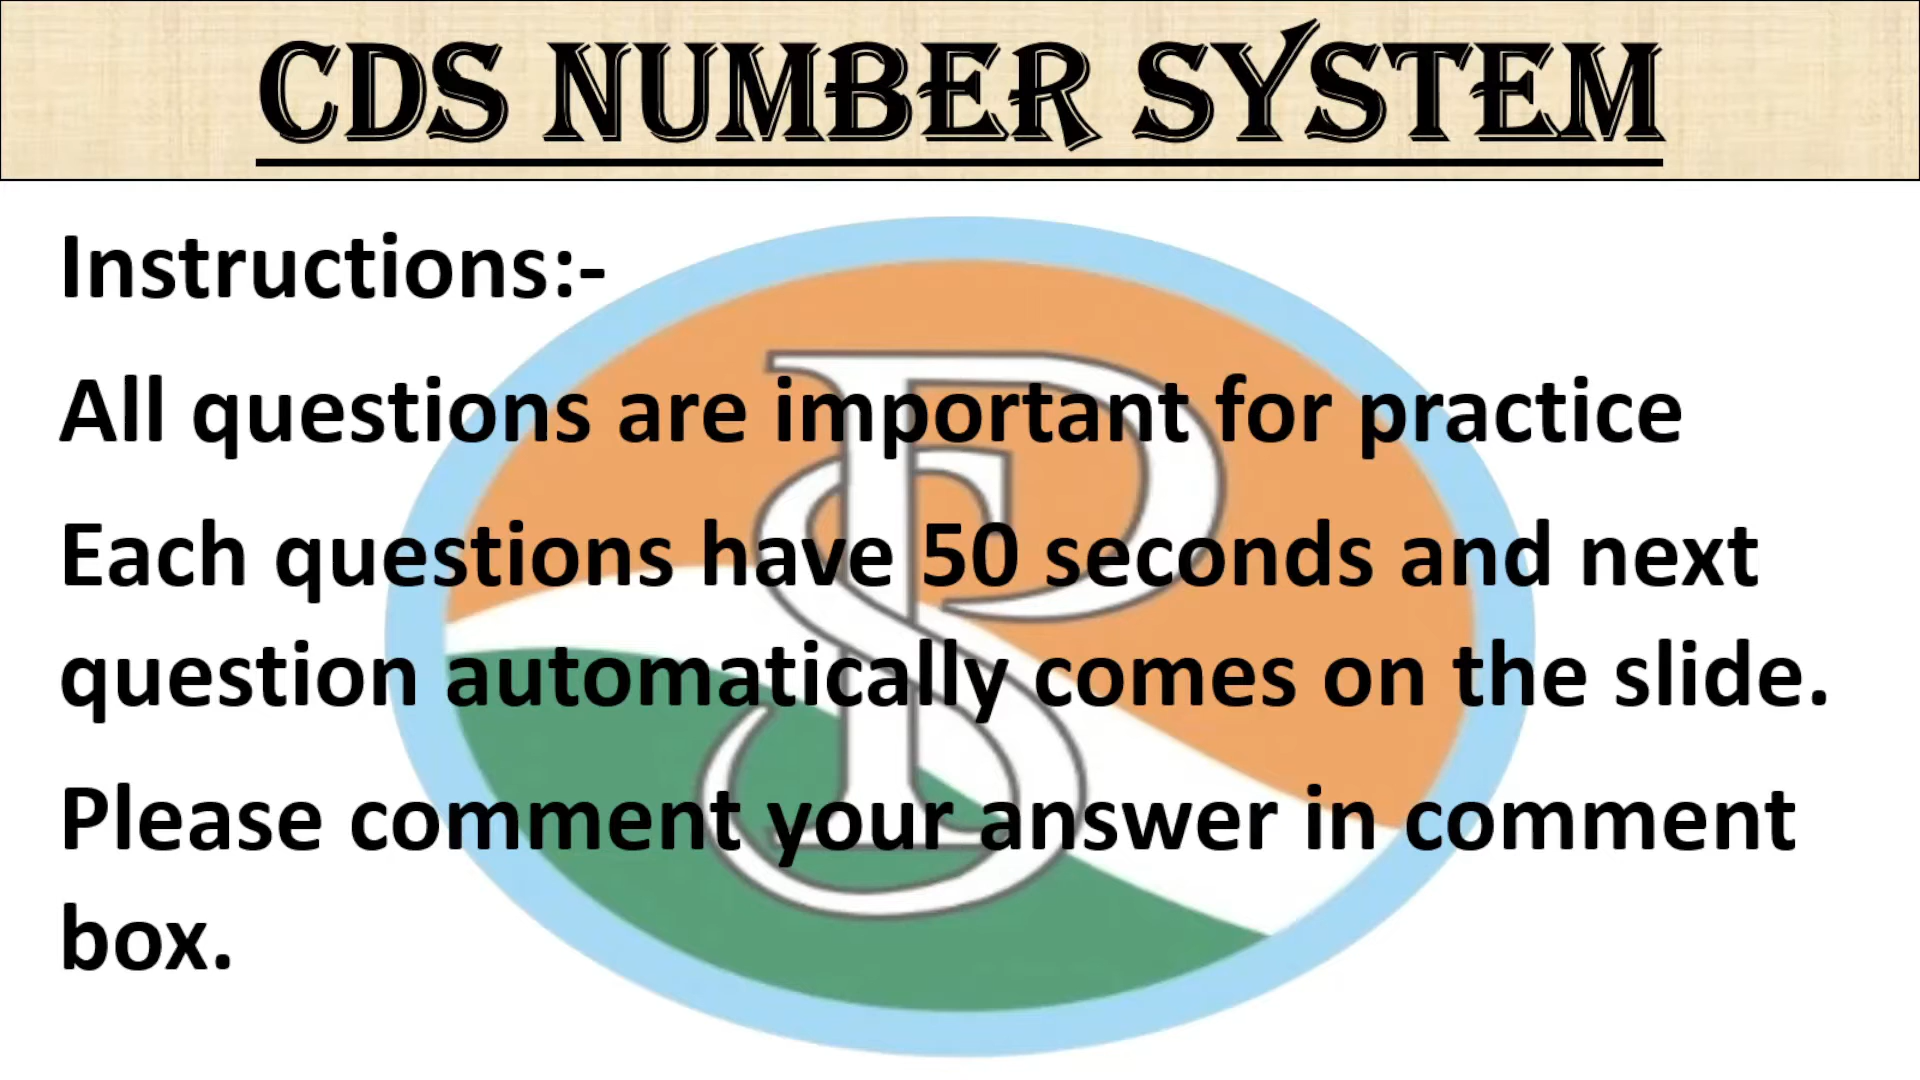 CDS NUMBER SYSTEM
Instructions:-
All questions are important for practice
Each questions have 50 seconds and next
question automatically comes on the slide.
Please comment your answer in comment
box.